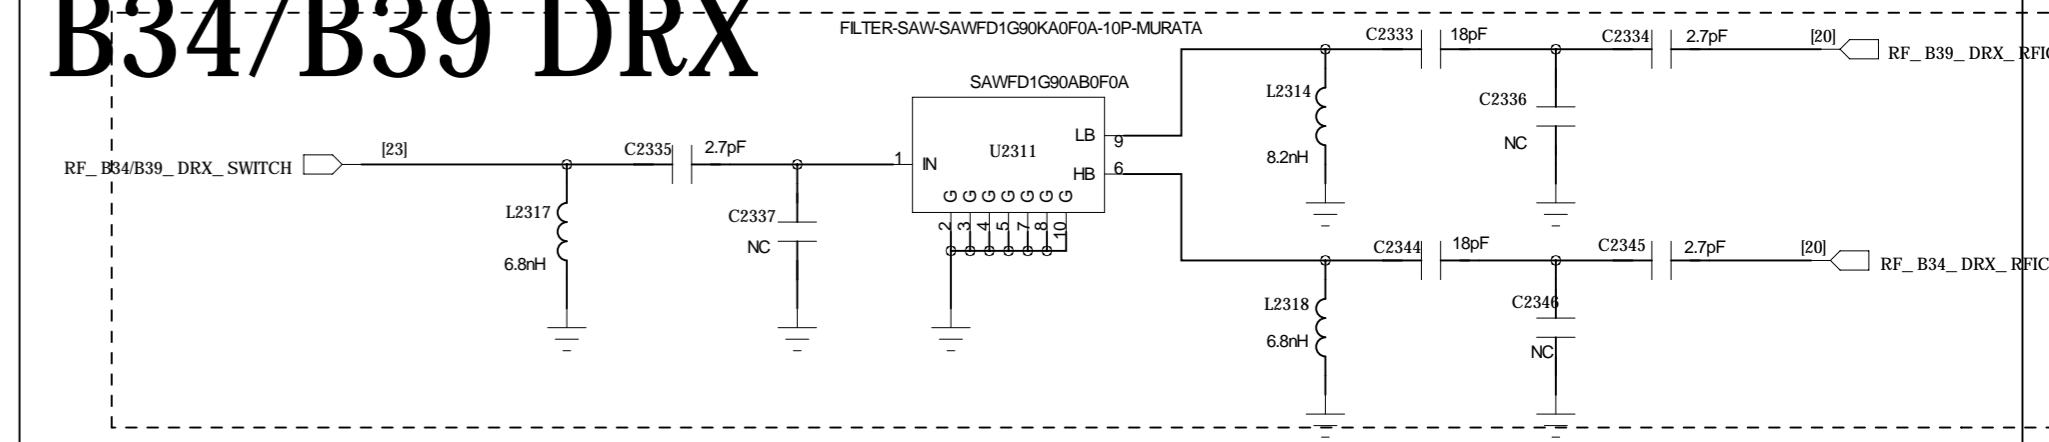 B34/B39 DRX
FILTER-SAW-SAWFD1G90KA0F0A-10P-MURATA
SAWFD1G90AB0F0A
C2333
18pF
C2334
2.7pF
[20]
RF_B39_DRX_RFIC
L2314
8.2nH
C2336
NC
RF_B34/B39_DRX_SWITCH
[23]
C2335
2.7pF
L2317
6.8nH
C2337
NC
1
IN
U2311
LB
9
HB
6
G G G G G G G
2 3 4 5 7 8 10
C2344
18pF
C2345
2.7pF
[20]
RF_B34_DRX_RFIC
L2318
6.8nH
C2346
NC